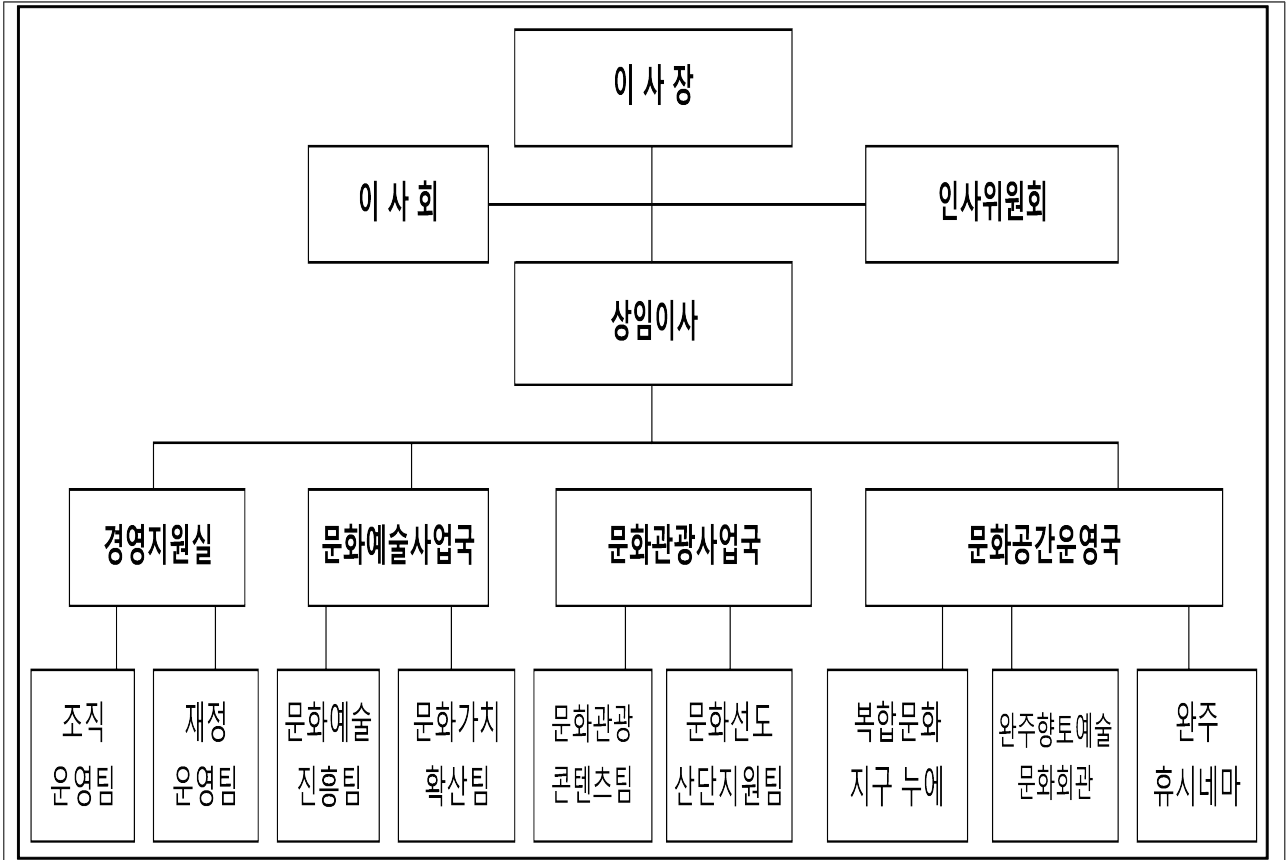 이 사 장
이 사 회
인사위원회
상임이사
경영지원실
문화예술사업국
문화관광사업국
문화공간운영국
조직
운영팀
재정
운영팀
문화예술
진흥팀
문화가치
확산팀
문화관광
콘텐츠팀
문화선도
산단지원팀
복합문화
지구 누에
완주향토예술
문화회관
완주
휴시네마